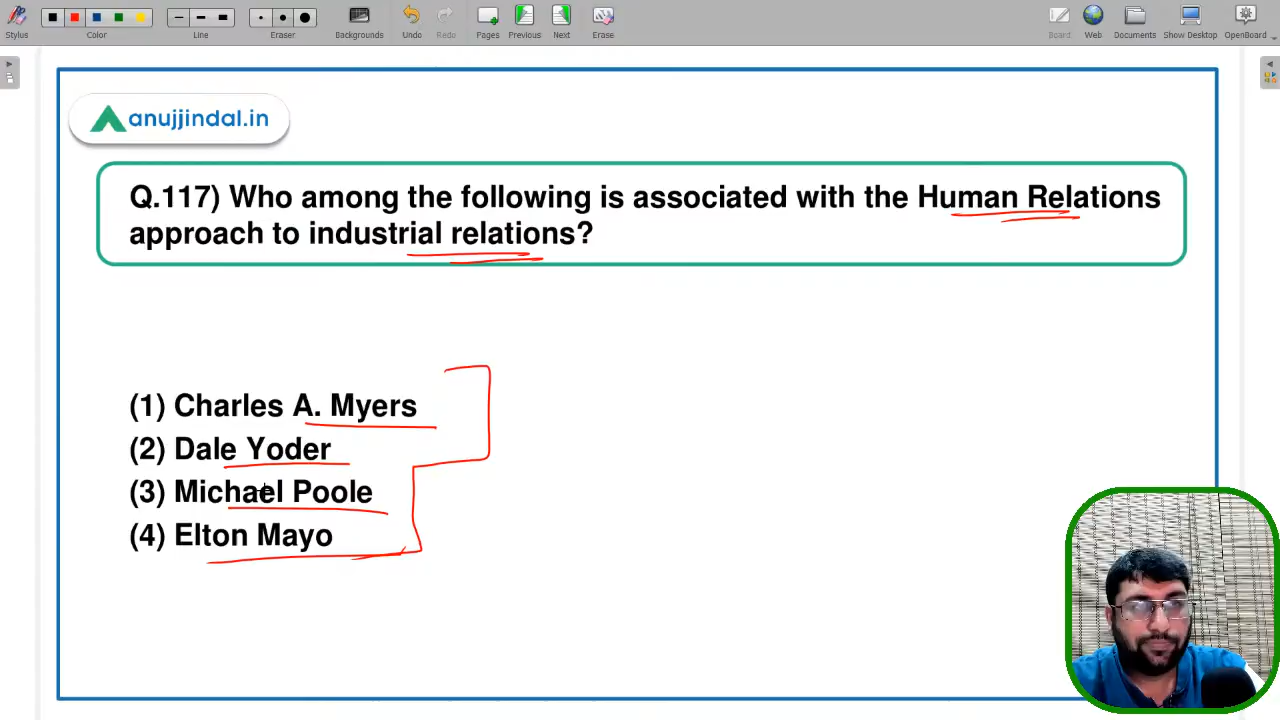 Stylus
Color
Line
Eraser
Backgrounds
Undo
Redo
Pages
Previous
Next
Erase
Board
Web
Documents
Show Desktop
OpenBoard
anujjindal.in
Q.117) Who among the following is associated with the Human Relations
approach to industrial relations?
(1) Charles A. Myers
(2) Dale Yoder
(3) Michael Poole
(4) Elton Mayo